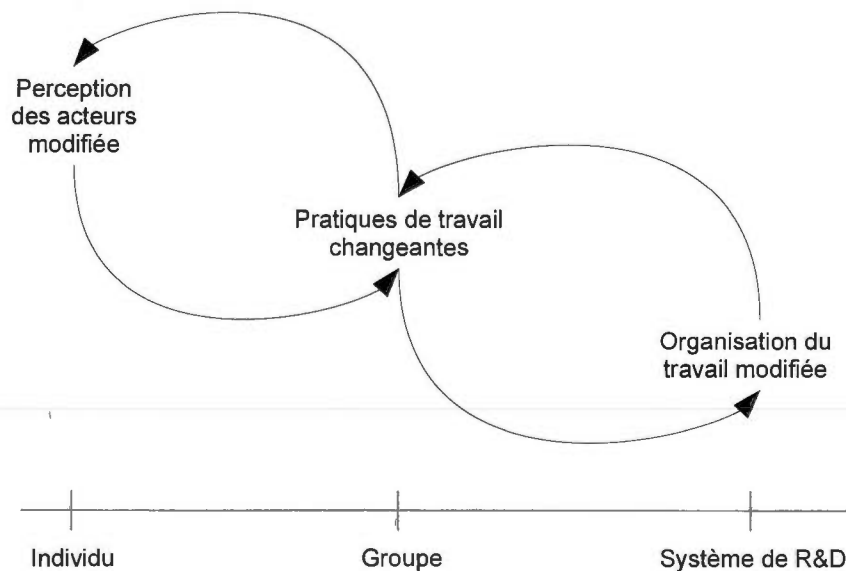 Perception
des acteurs
modifiée
Pratiques de travail
changeantes
Organisation du
travail modifiée
Individu
Groupe
Système de R&D